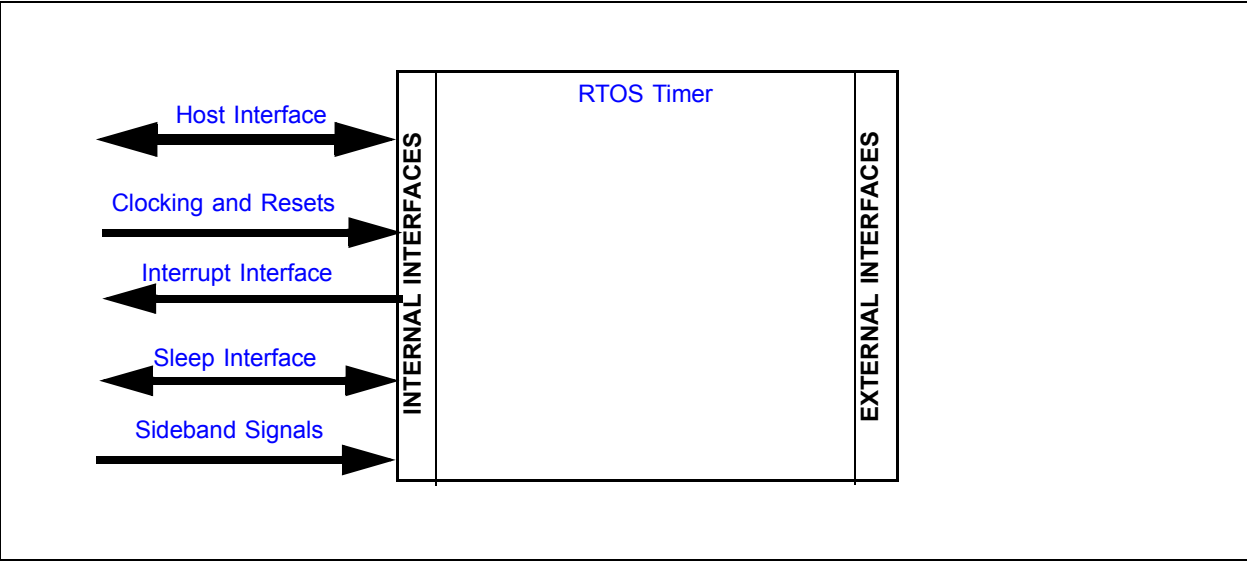 RTOS Timer
Host Interface
Clocking and Resets
Interrupt Interface
Sleep Interface
Sideband Signals
INTERNAL INTERFACES
EXTERNAL INTERFACES